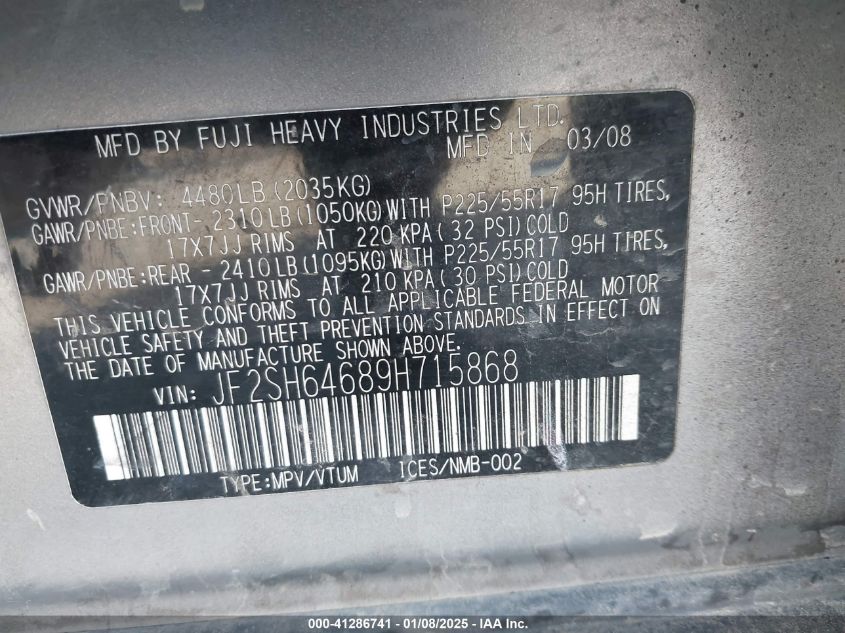 MFD BY FUJI HEAVY INDUSTRIES LTD.
MFD IN 03/08
GVWR/PNBV: 4480LB (2035KG)
GAWR/PNBE:FRONT- 2310LB (1050KG) WITH P225/55R17 95H TIRES,
17X7JJ RIMS AT 220 KPA ( 32 PSI) COLD
GAWR/PNBE:REAR - 2410LB (1095KG) WITH P225/55R17 95H TIRES,
17X7JJ RIMS AT 210 KPA ( 30 PSI) COLD
THIS VEHICLE CONFORMS TO ALL APPLICABLE FEDERAL MOTOR
VEHICLE SAFETY AND THEFT PREVENTION STANDARDS IN EFFECT ON
THE DATE OF MANUFACTURE SHOWN ABOVE.
VIN: JF2SH64689H715868
TYPE:MPV/VTUM ICES/NMB-002
000-41286741 - 01/08/2025 - IAA Inc.